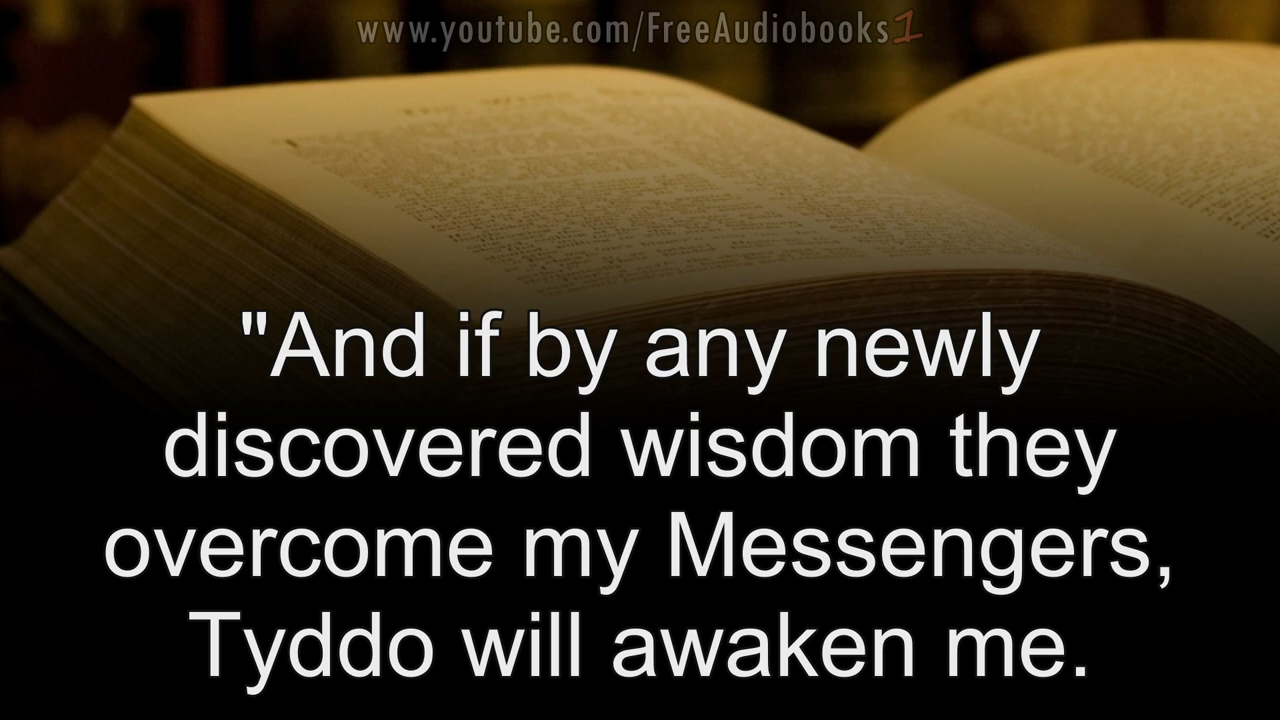 www.youtube.com/FreeAudiobooks1
"And if by any newly
discovered wisdom they
overcome my Messengers,
Tyddo will awaken me.